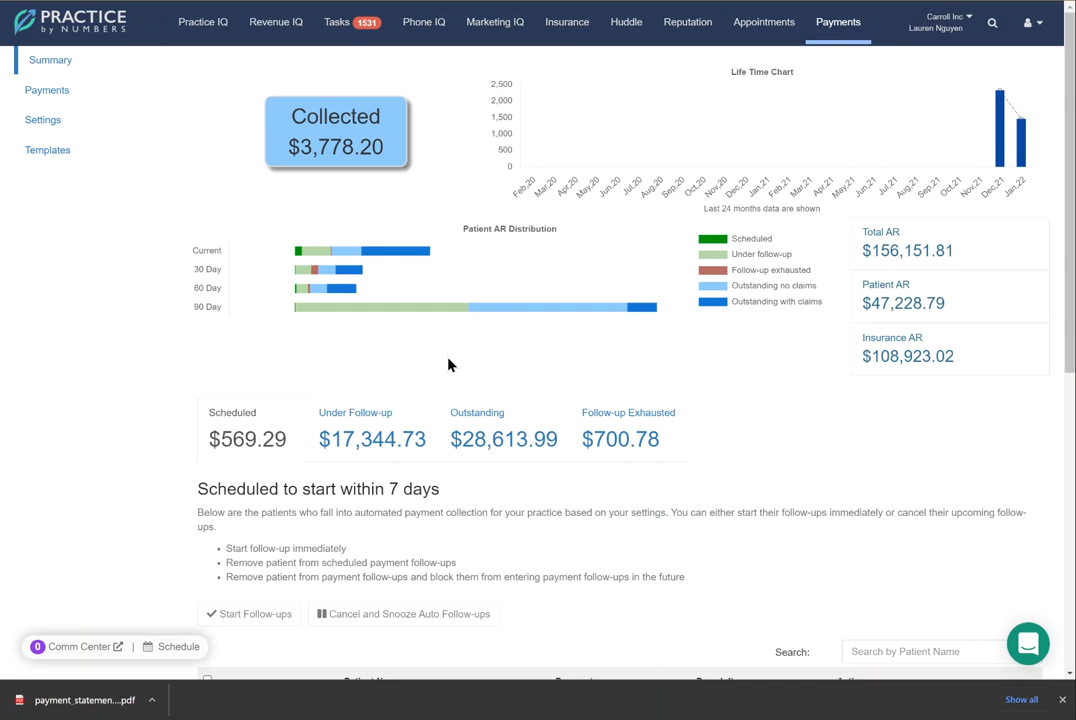 PRACTICE
by NUMBERS
Practice IQ
Revenue IQ
Tasks 1531
Phone IQ
Marketing IQ
Insurance
Huddle
Reputation
Appointments
Payments
Carroll Inc
Lauren Nguyen
Summary
Payments
Settings
Templates
Collected
$3,778.20
Life Time Chart
2,500
2,000
1,500
1,000
500
0
Feb.20 Mar.20 Apr.20 May.20 Jun.20 Jul.20 Aug.20 Sep.20 Oct.20 Nov.20 Dec.20 Jan.21 Feb.21 Mar.21 Apr.21 May.21 Jun.21 Jul.21 Aug.21 Sep.21 Oct.21 Nov.21 Dec.21 Jan.22
Last 24 months data are shown
Patient AR Distribution
Current
30 Day
60 Day
90 Day
Scheduled
Under follow-up
Follow-up exhausted
Outstanding no claims
Outstanding with claims
Total AR
$156,151.81
Patient AR
$47,228.79
Insurance AR
$108,923.02
Scheduled
$569.29
Under Follow-up
$17,344.73
Outstanding
$28,613.99
Follow-up Exhausted
$700.78
Scheduled to start within 7 days
Below are the patients who fall into automated payment collection for your practice based on your settings. You can either start their follow-ups immediately or cancel their upcoming follow-
ups.
• Start follow-up immediately
• Remove patient from scheduled payment follow-ups
• Remove patient from payment follow-ups and block them from entering payment follow-ups in the future
Start Follow-ups
Cancel and Snooze Auto Follow-ups
0 Comm Center | Schedule
Search:
Search by Patient Name
payment_statemen....pdf
Show all